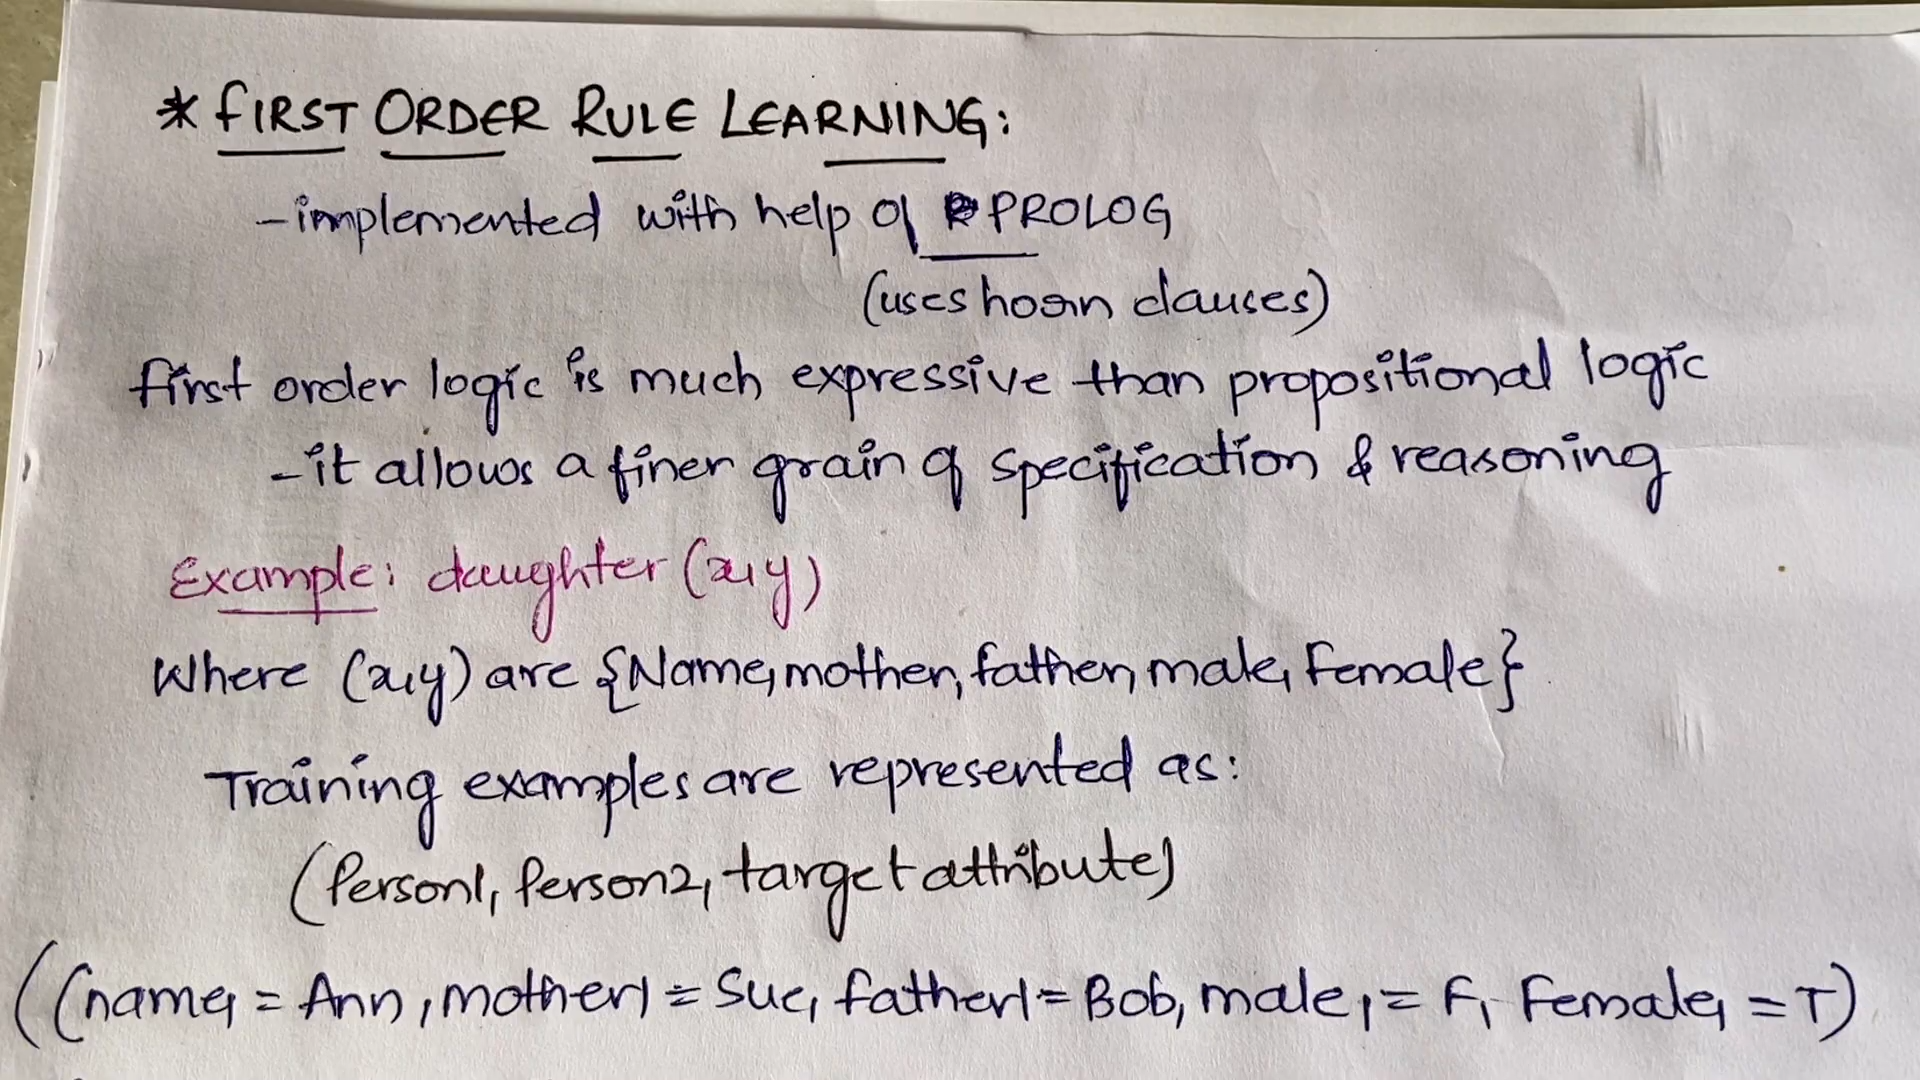 * FIRST ORDER RULE LEARNING:
- implemented with help of PROLOG
(uses horn clauses)
first order logic is much expressive than propositional logic
- it allows a finer grain of specification & reasoning
Example: daughter (x,y)
Where (x,y) are {Name, mother, father, male, Female}
Training examples are represented as:
(Person1, Person2, target attribute)
((name1 = Ann, mother1 = Sue, father1 = Bob, male1 = F, Female1 = T)